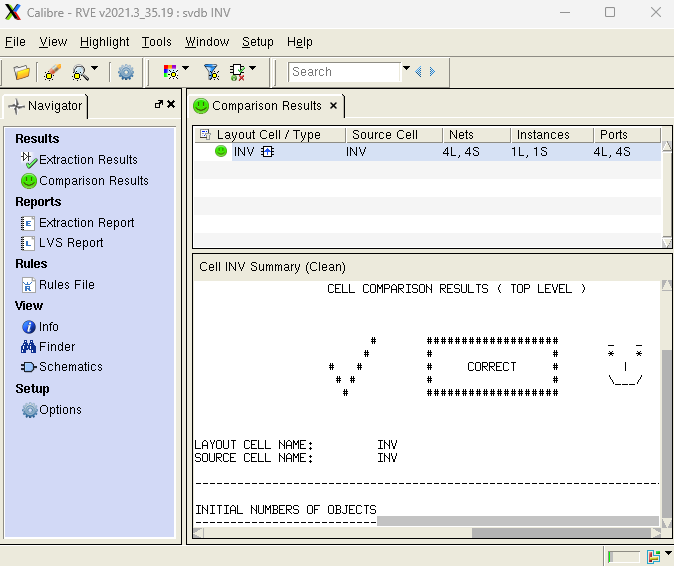 Calibre - RVE v2021.3_35.19 : svdb INV
File View Highlight Tools Window Setup Help
Search
Navigator
Comparison Results
Results
Extraction Results
Comparison Results
Reports
Extraction Report
LVS Report
Rules
Rules File
View
Info
Finder
Schematics
Setup
Options
Layout Cell / Type Source Cell Nets Instances Ports
INV INV 4L, 4S 1L, 1S 4L, 4S
Cell INV Summary (Clean)
CELL COMPARISON RESULTS ( TOP LEVEL )
CORRECT
LAYOUT CELL NAME: INV
SOURCE CELL NAME: INV
INITIAL NUMBERS OF OBJECTS